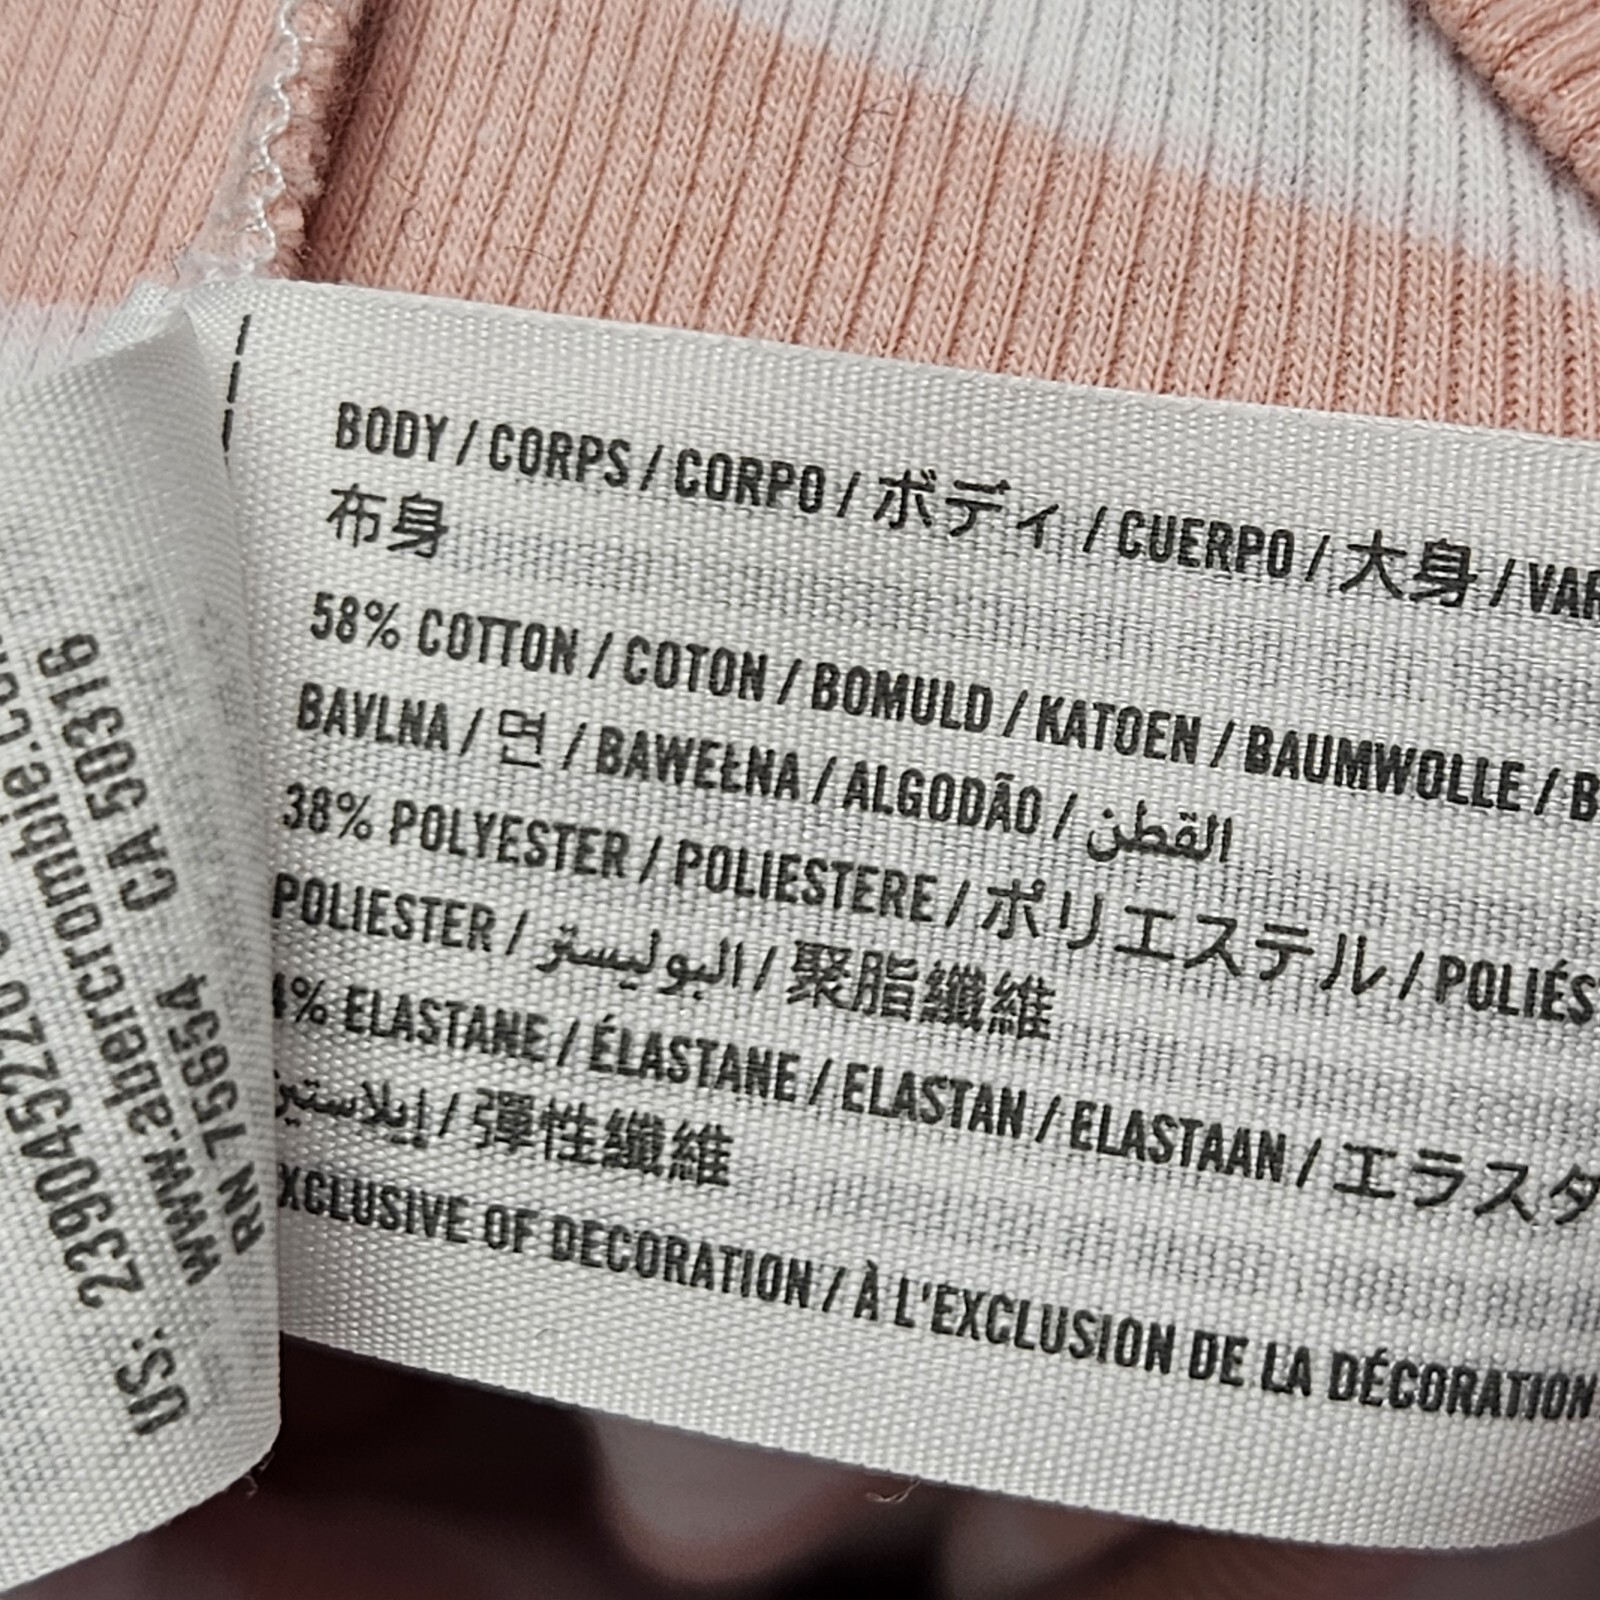 BODY / CORPS / CORPO / ボディ / CUERPO / 大身 /
布身
58% COTTON / COTON / BOMULD / KATOEN / BAUMWOLLE /
BAVLNA / 면 / BAWEŁNA / ALGODÃO / القطن
38% POLYESTER / POLIESTERE / ポリエステル /
POLIESTER / البوليستر / 聚脂纖維
4% ELASTANE / ÉLASTANE / ELASTAN / ELASTAAN /
إيلاستين / 彈性纖維
EXCLUSIVE OF DECORATION / À L'EXCLUSION DE LA DÉCORATION
RN 75654 CA 50316
www.abercrombie.com
US: